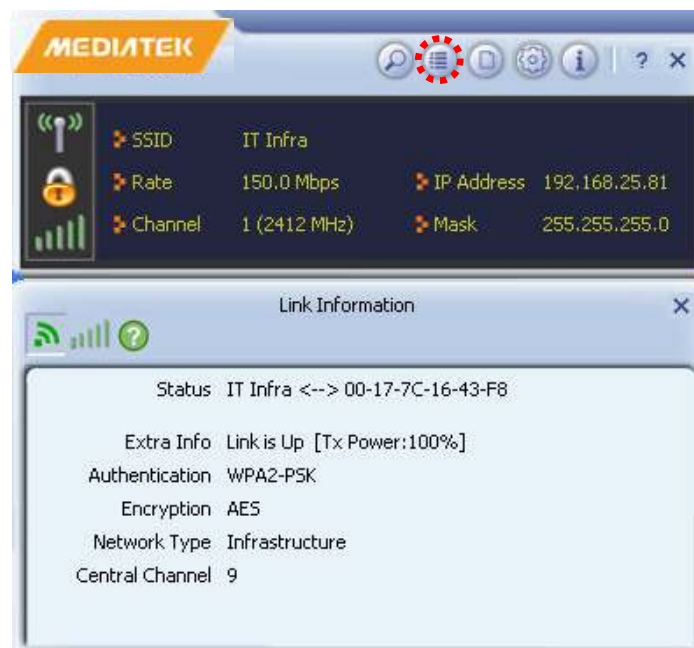 MEDIATEK
? ×
SSID IT Infra
Rate 150.0 Mbps IP Address 192.168.25.81
Channel 1 (2412 MHz) Mask 255.255.255.0
Link Information ×
?
Status IT Infra <--> 00-17-7C-16-43-F8
Extra Info Link is Up [Tx Power:100%]
Authentication WPA2-PSK
Encryption AES
Network Type Infrastructure
Central Channel 9